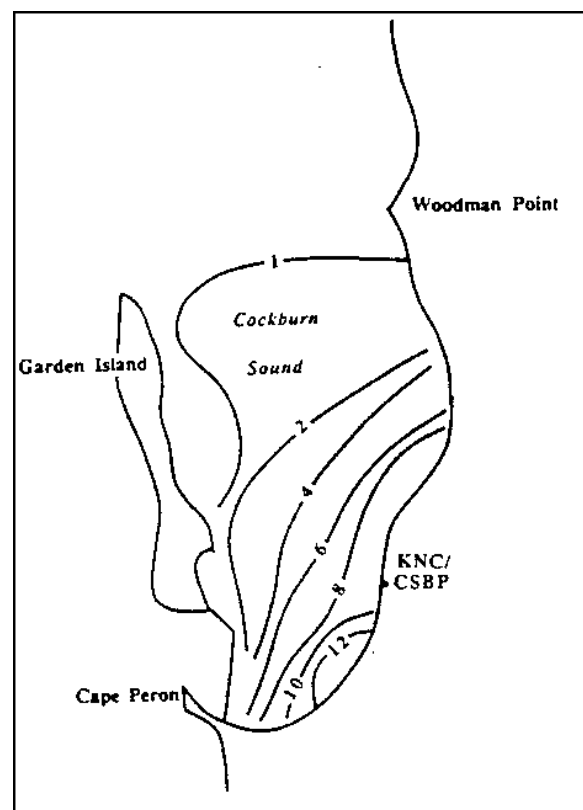 Woodman Point
1
Cockburn
Sound
Garden Island
2
4
6
8
KNC/
CSBP
12
10
Cape Peron